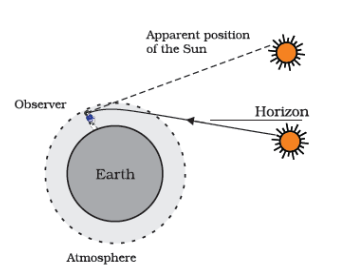 Apparent position
of the Sun
Observer
Horizon
Earth
Atmosphere